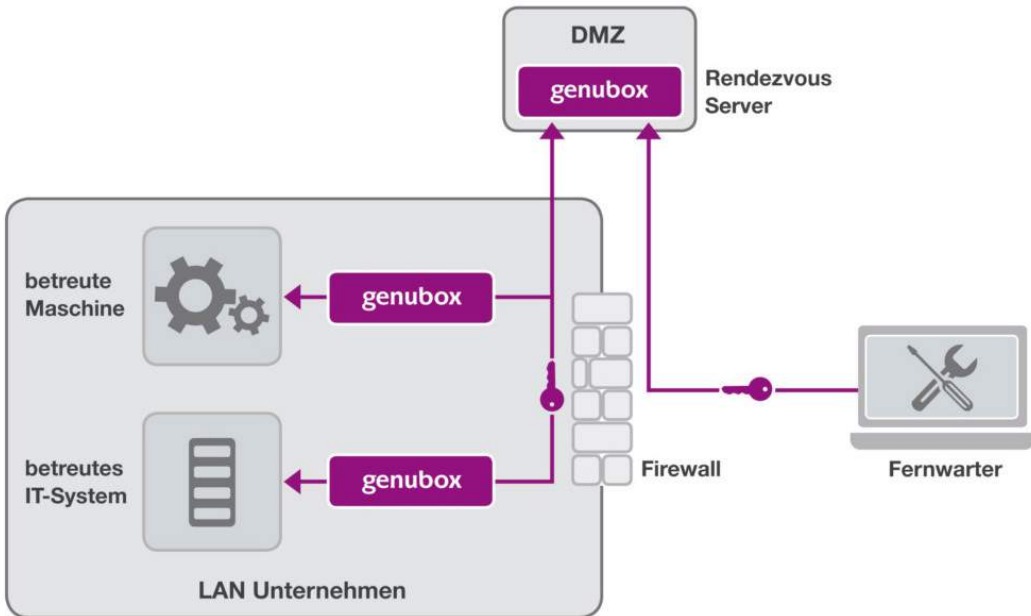 DMZ
genubox
Rendezvous
Server
betreute
Maschine
genubox
betreutes
IT-System
genubox
Firewall
Fernwarter
LAN Unternehmen